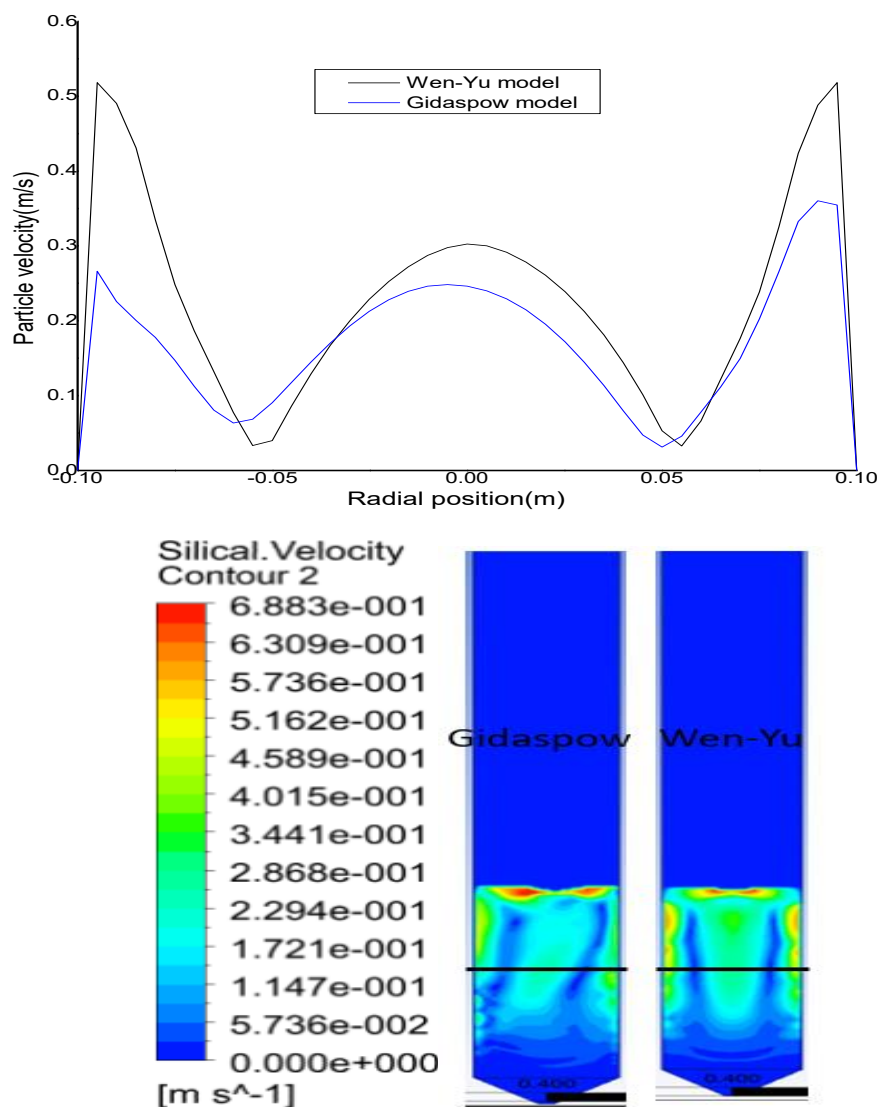 0.6
0.5
0.4
0.3
0.2
0.1
0.0
Particle velocity(m/s)
Wen-Yu model
Gidaspow model
-0.10
-0.05
0.00
0.05
0.10
Radial position(m)
Silical.Velocity
Contour 2
6.883e-001
6.309e-001
5.736e-001
5.162e-001
4.589e-001
4.015e-001
3.441e-001
2.868e-001
2.294e-001
1.721e-001
1.147e-001
5.736e-002
0.000e+000
[m s^-1]
Gidaspow
Wen-Yu
0.400
0.400